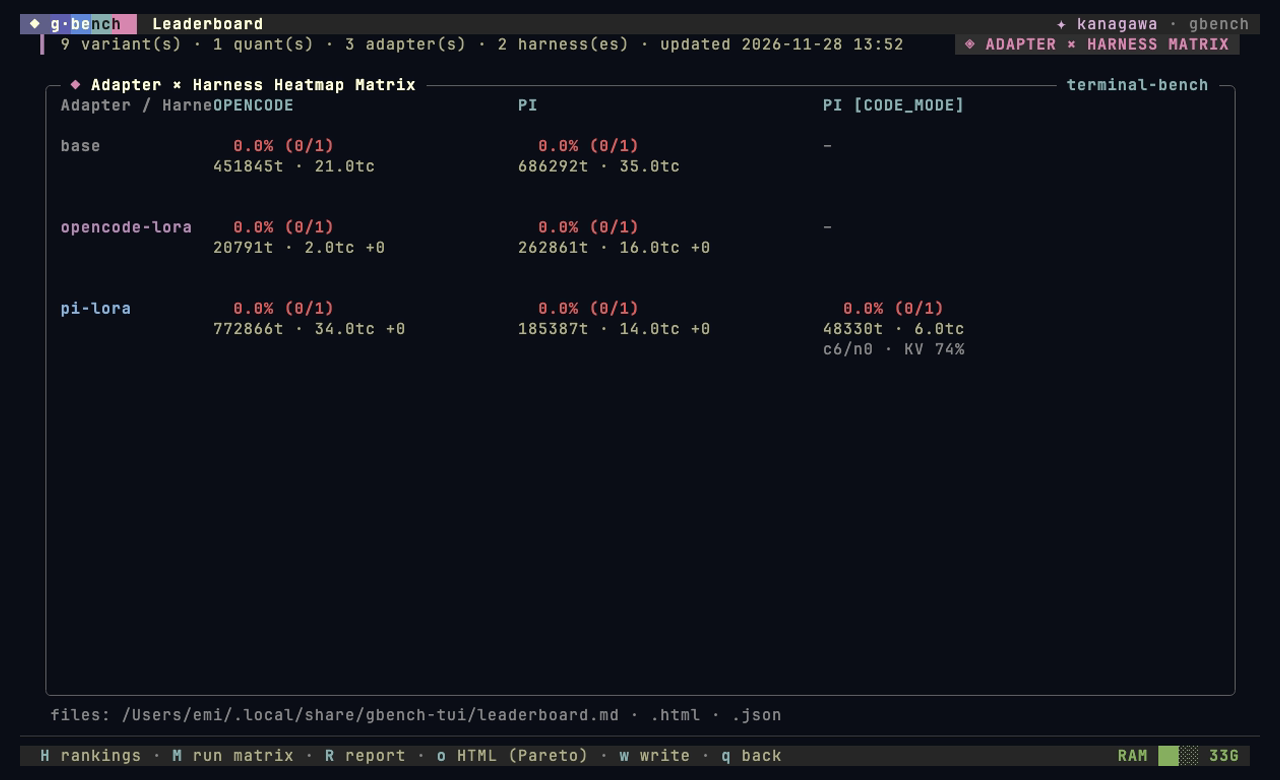 ◆ g·bench Leaderboard ✦ kanagawa · gbench
9 variant(s) · 1 quant(s) · 3 adapter(s) · 2 harness(es) · updated 2026-11-28 13:52 ◈ ADAPTER × HARNESS MATRIX
◆ Adapter × Harness Heatmap Matrix terminal-bench
Adapter / HarneOPENCODE PI PI [CODE_MODE]
base 0.0% (0/1) 0.0% (0/1) –
451845t · 21.0tc 686292t · 35.0tc
opencode-lora 0.0% (0/1) 0.0% (0/1) –
20791t · 2.0tc +0 262861t · 16.0tc +0
pi-lora 0.0% (0/1) 0.0% (0/1) 0.0% (0/1)
772866t · 34.0tc +0 185387t · 14.0tc +0 48330t · 6.0tc
c6/n0 · KV 74%
files: /Users/emi/.local/share/gbench-tui/leaderboard.md · .html · .json
H rankings · M run matrix · R report · o HTML (Pareto) · w write · q back RAM 33G